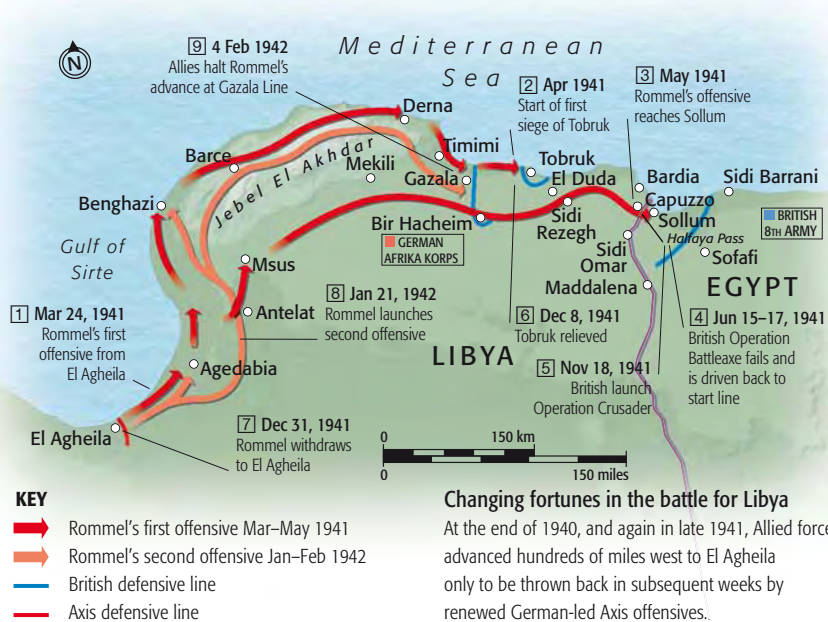 Mediterranean
Sea
N
9 4 Feb 1942
Allies halt Rommel's
advance at Gazala Line
2 Apr 1941
Start of first
siege of Tobruk
3 May 1941
Rommel's offensive
reaches Sollum
Derna
Timimi
Barce
Jebel El Akhdar
Mekili
Gazala
Tobruk
El Duda
Bardia
Sidi Barrani
Benghazi
Capuzzo
Sollum
Bir Hacheim
Sidi
Rezegh
Halfaya Pass
BRITISH
8TH ARMY
GERMAN
AFRIKA KORPS
Gulf of
Sirte
Sidi
Omar
Sofafi
Msus
Maddalena
EGYPT
1 Mar 24, 1941
Rommel's first
offensive from
El Agheila
Antelat
8 Jan 21, 1942
Rommel launches
second offensive
6 Dec 8, 1941
Tobruk relieved
4 Jun 15–17, 1941
British Operation
Battleaxe fails and
is driven back to
start line
LIBYA
5 Nov 18, 1941
British launch
Operation Crusader
Agedabia
El Agheila
7 Dec 31, 1941
Rommel withdraws
to El Agheila
0 150 km
0 150 miles
KEY
Rommel's first offensive Mar–May 1941
Rommel's second offensive Jan–Feb 1942
British defensive line
Axis defensive line
Changing fortunes in the battle for Libya
At the end of 1940, and again in late 1941, Allied force
advanced hundreds of miles west to El Agheila
only to be thrown back in subsequent weeks by
renewed German-led Axis offensives.